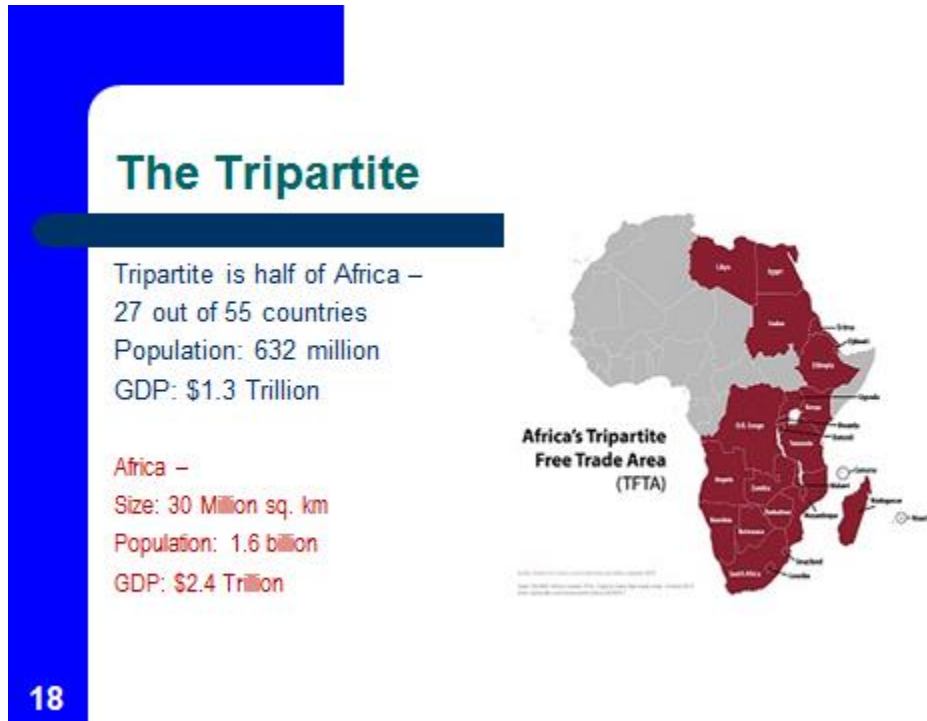 The Tripartite
Tripartite is half of Africa –
27 out of 55 countries
Population: 632 million
GDP: $1.3 Trillion
Africa –
Size: 30 Million sq. km
Population: 1.6 billion
GDP: $2.4 Trillion
Africa's Tripartite
Free Trade Area
(TFTA)
Libya
Egypt
Sudan
Eritrea
Djibouti
Ethiopia
Uganda
Kenya
D.R. Congo
Rwanda
Burundi
Tanzania
Comoros
Angola
Malawi
Zambia
Madagascar
Mozambique
Zimbabwe
Namibia
Botswana
Swaziland
South Africa
Lesotho
18